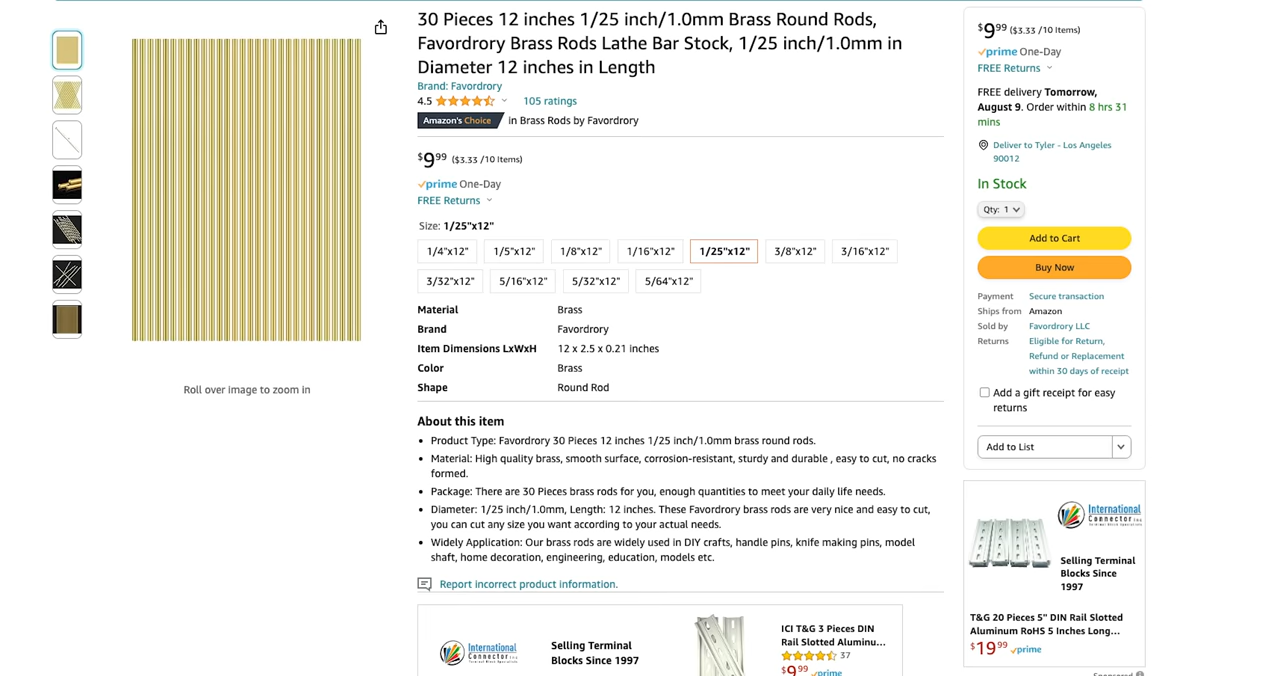 30 Pieces 12 inches 1/25 inch/1.0mm Brass Round Rods,
Favordrory Brass Rods Lathe Bar Stock, 1/25 inch/1.0mm in
Diameter 12 inches in Length
Brand: Favordrory
4.5 105 ratings
Amazon's Choice in Brass Rods by Favordrory
$9.99 ($3.33 /10 Items)
prime One-Day
FREE Returns
Size: 1/25"x12"
1/4"x12" 1/5"x12" 1/8"x12" 1/16"x12" 1/25"x12" 3/8"x12" 3/16"x12"
3/32"x12" 5/16"x12" 5/32"x12" 5/64"x12"
Material Brass
Brand Favordrory
Item Dimensions LxWxH 12 x 2.5 x 0.21 inches
Color Brass
Shape Round Rod
Roll over image to zoom in
About this item
• Product Type: Favordrory 30 Pieces 12 inches 1/25 inch/1.0mm brass round rods.
• Material: High quality brass, smooth surface, corrosion-resistant, sturdy and durable , easy to cut, no cracks
formed.
• Package: There are 30 Pieces brass rods for you, enough quantities to meet your daily life needs.
• Diameter: 1/25 inch/1.0mm, Length: 12 inches. These Favordrory brass rods are very nice and easy to cut,
you can cut any size you want according to your actual needs.
• Widely Application: Our brass rods are widely used in DIY crafts, handle pins, knife making pins, model
shaft, home decoration, engineering, education, models etc.
Report incorrect product information.
International
Connector Inc
Selling Terminal
Blocks Since 1997
ICI T&G 3 Pieces DIN
Rail Slotted Aluminu...
37
$9.99 prime
$9.99 ($3.33 /10 Items)
prime One-Day
FREE Returns
FREE delivery Tomorrow,
August 9. Order within 8 hrs 31
mins
Deliver to Tyler - Los Angeles
90012
In Stock
Qty: 1
Add to Cart
Buy Now
Payment Secure transaction
Ships from Amazon
Sold by Favordrory LLC
Returns Eligible for Return,
Refund or Replacement
within 30 days of receipt
Add a gift receipt for easy
returns
Add to List
International
Connector Inc
Selling Terminal
Blocks Since
1997
T&G 20 Pieces 5" DIN Rail Slotted
Aluminum RoHS 5 Inches Long...
$19.99 prime
Sponsored